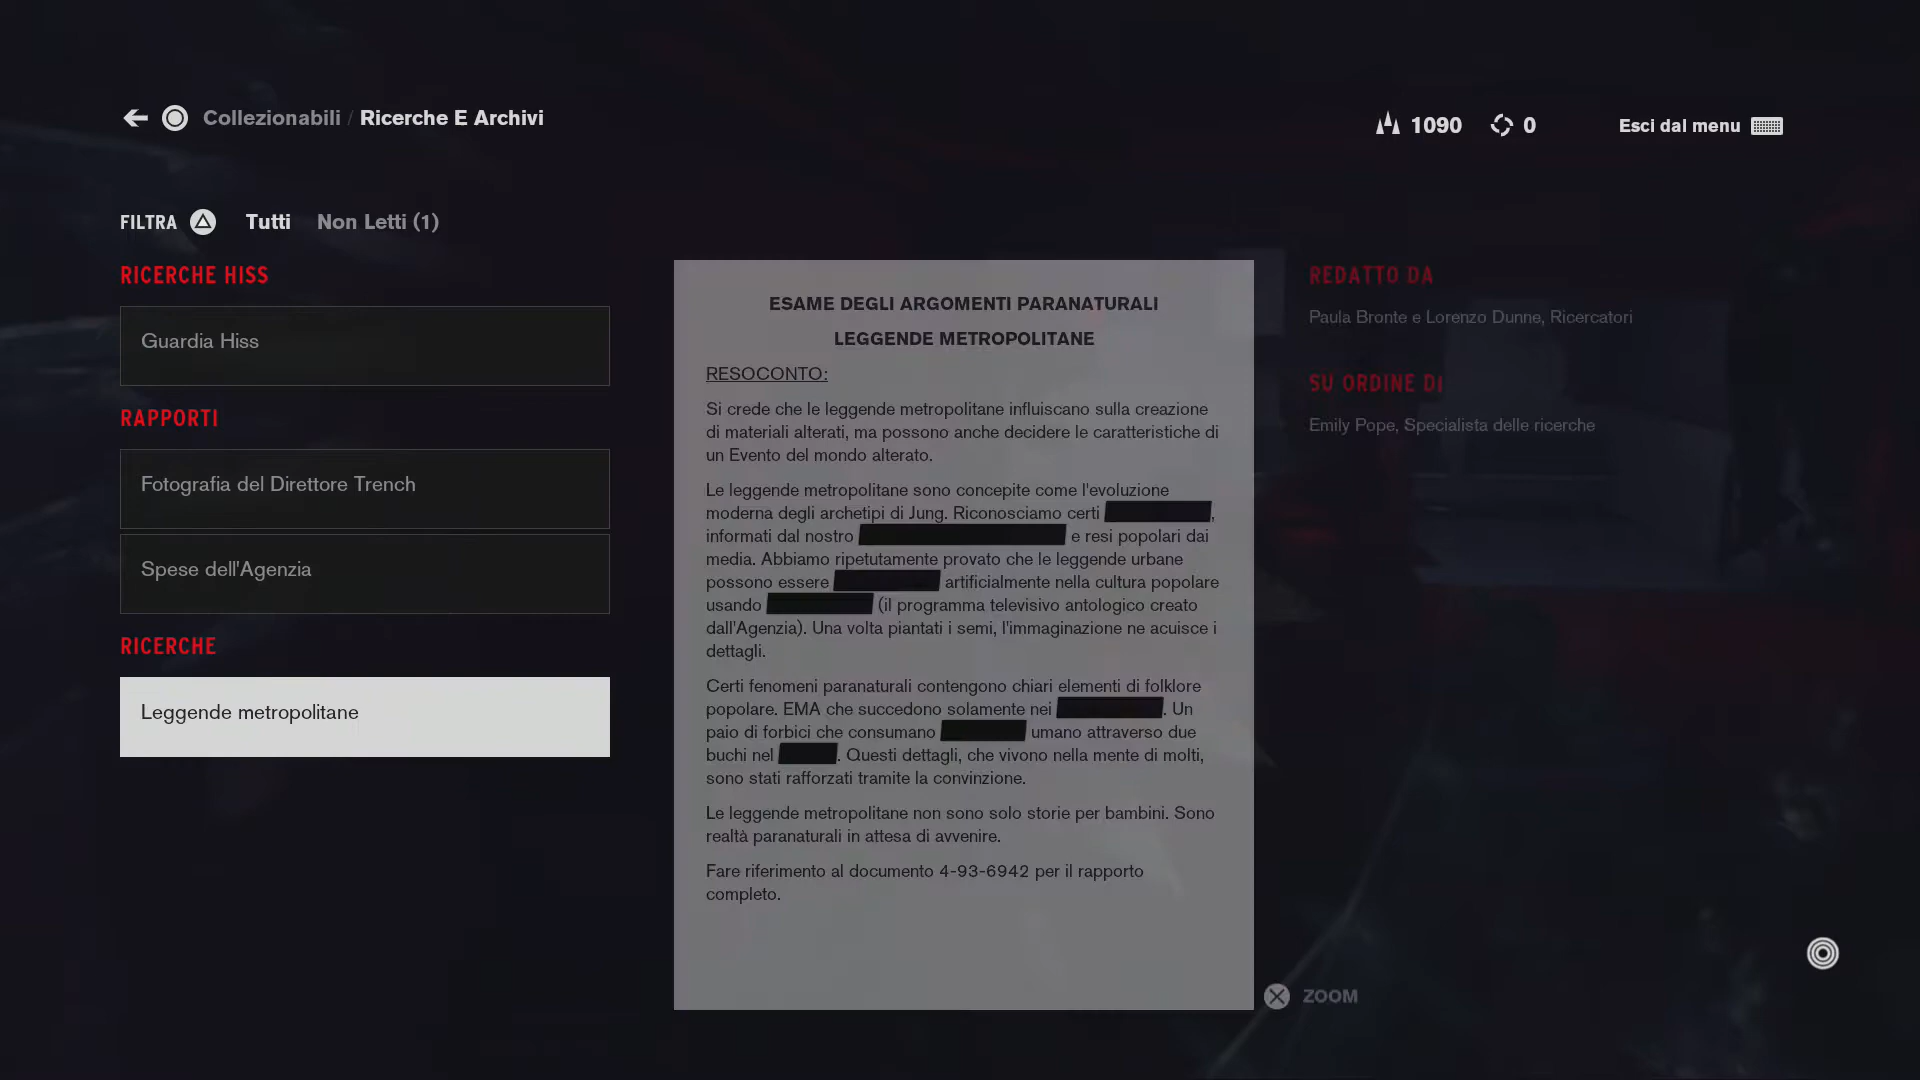 Collezionabili / Ricerche E Archivi
1090
0
Esci dal menu
FILTRA Tutti Non Letti (1)
RICERCHE HISS
Guardia Hiss
RAPPORTI
Fotografia del Direttore Trench
Spese dell'Agenzia
RICERCHE
Leggende metropolitane
ESAME DEGLI ARGOMENTI PARANATURALI
LEGGENDE METROPOLITANE
RESOCONTO:
Si crede che le leggende metropolitane influiscano sulla creazione
di materiali alterati, ma possono anche decidere le caratteristiche di
un Evento del mondo alterato.
Le leggende metropolitane sono concepite come l'evoluzione
moderna degli archetipi di Jung. Riconosciamo certi ,
informati dal nostro e resi popolari dai
media. Abbiamo ripetutamente provato che le leggende urbane
possono essere artificialmente nella cultura popolare
usando (il programma televisivo antologico creato
dall'Agenzia). Una volta piantati i semi, l'immaginazione ne acuisce i
dettagli.
Certi fenomeni paranaturali contengono chiari elementi di folklore
popolare. EMA che succedono solamente nei . Un
paio di forbici che consumano umano attraverso due
buchi nel . Questi dettagli, che vivono nella mente di molti,
sono stati rafforzati tramite la convinzione.
Le leggende metropolitane non sono solo storie per bambini. Sono
realtà paranaturali in attesa di avvenire.
Fare riferimento al documento 4-93-6942 per il rapporto
completo.
REDATTO DA
Paula Bronte e Lorenzo Dunne, Ricercatori
SU ORDINE DI
Emily Pope, Specialista delle ricerche
ZOOM